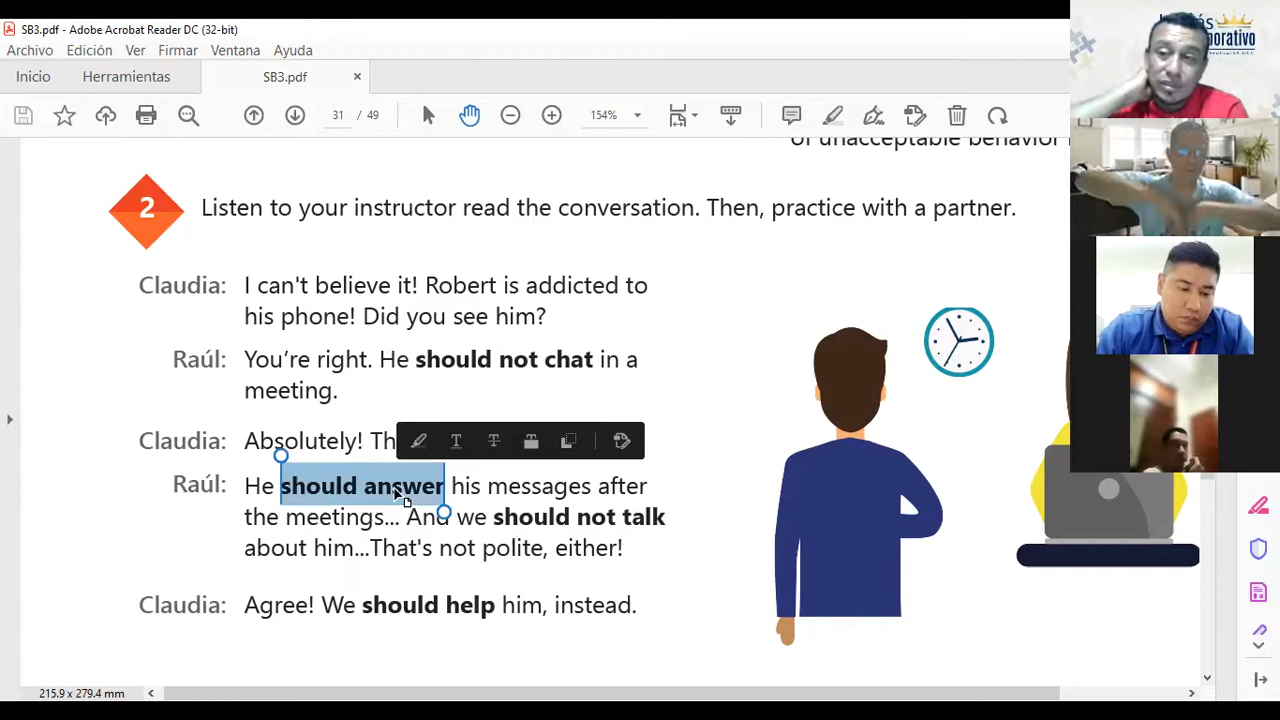 SB3.pdf - Adobe Acrobat Reader DC (32-bit)
Archivo Edición Ver Firmar Ventana Ayuda
Inicio Herramientas SB3.pdf ×
31 / 49 154%
of unacceptable behavior
2 Listen to your instructor read the conversation. Then, practice with a partner.
Claudia: I can't believe it! Robert is addicted to
his phone! Did you see him?
Raúl: You're right. He should not chat in a
meeting.
Claudia: Absolutely! Th
Raúl: He should answer his messages after
the meetings... And we should not talk
about him...That's not polite, either!
Claudia: Agree! We should help him, instead.
215.9 x 279.4 mm